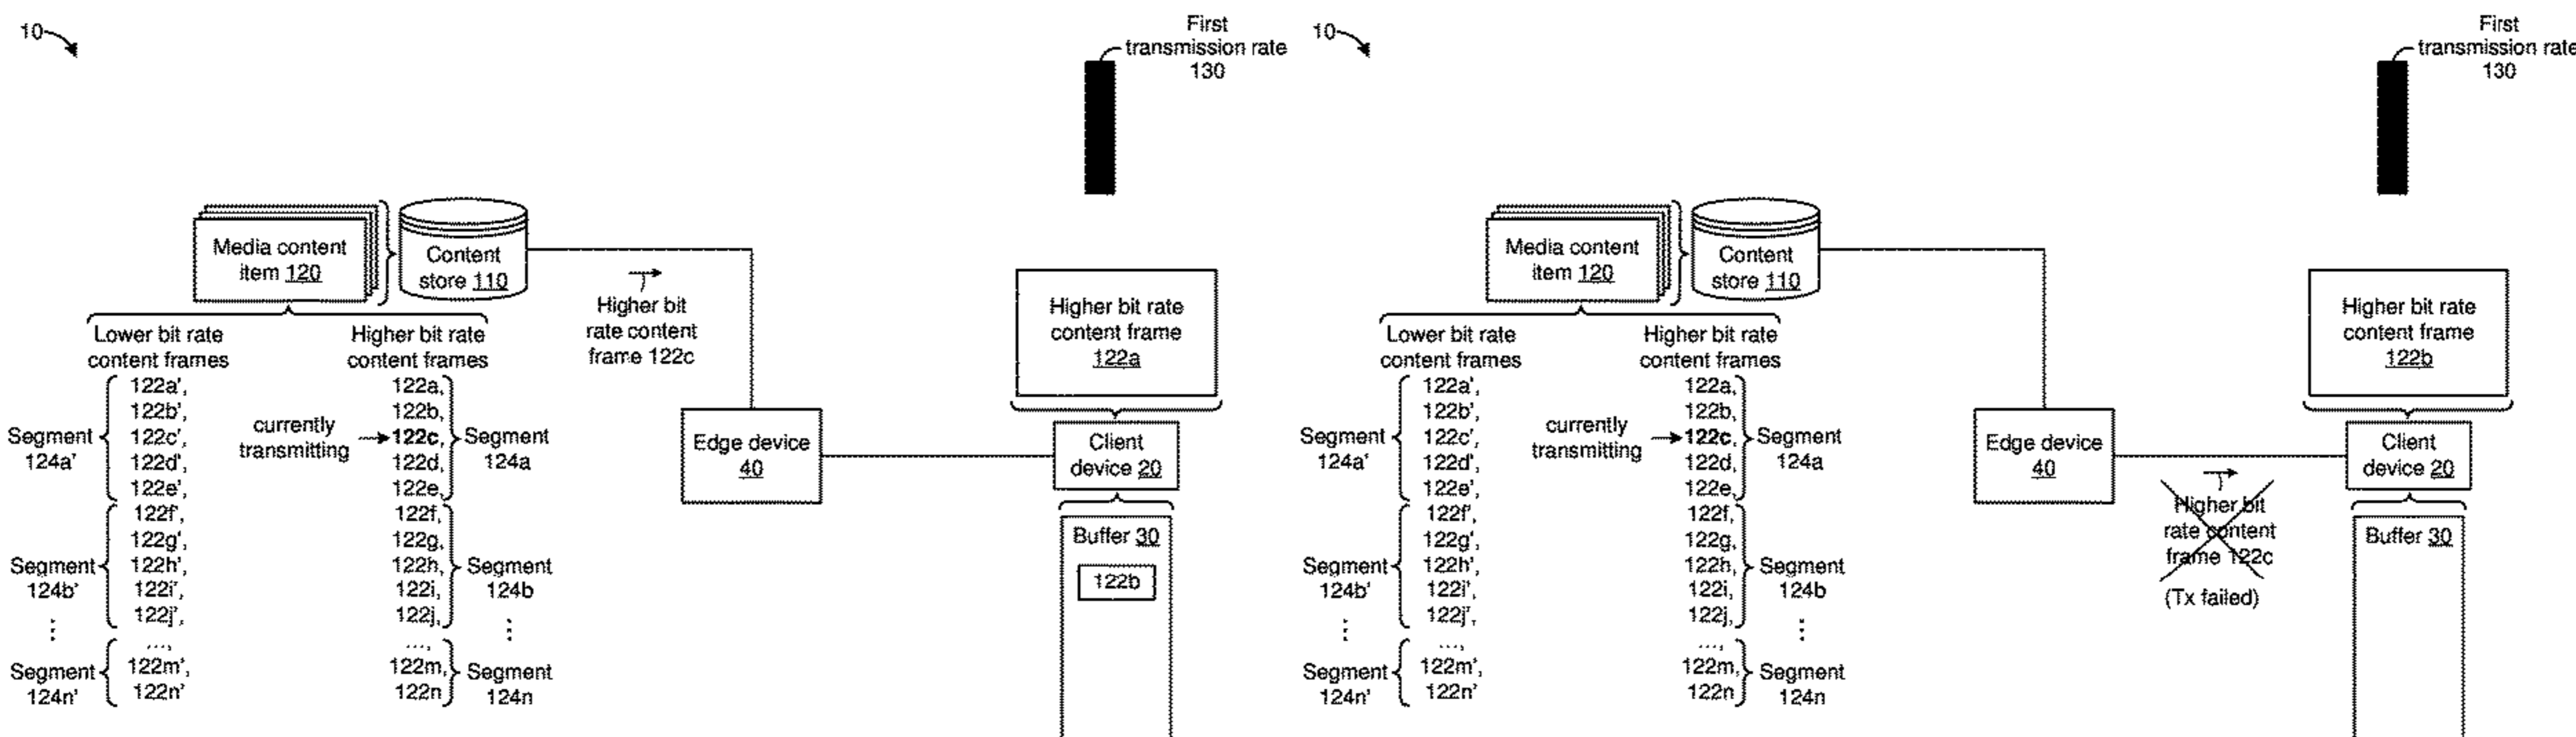 10
First
transmission rate
130
Media content
item 120
Content
store 110
Higher bit
rate content
frame 122c
Higher bit rate
content frame
122a
Lower bit rate
content frames
Higher bit rate
content frames
Segment
124a'
122a',
122b',
122c',
122d',
122e',
currently
transmitting
122a,
122b,
122c,
122d,
122e,
Segment
124a
Edge device
40
Client
device 20
Segment
124b'
122f',
122g',
122h',
122i',
122j',
122f,
122g,
122h,
122i,
122j,
Segment
124b
Buffer 30
122b
Segment
124n'
...,
122m',
122n'
...,
122m,
122n
Segment
124n
10
First
transmission rate
130
Media content
item 120
Content
store 110
Higher bit rate
content frame
122b
Lower bit rate
content frames
Higher bit rate
content frames
Segment
124a'
122a',
122b',
122c',
122d',
122e',
currently
transmitting
122a,
122b,
122c,
122d,
122e,
Segment
124a
Edge device
40
Client
device 20
Higher bit
rate content
frame 122c
(Tx failed)
Segment
124b'
122f',
122g',
122h',
122i',
122j',
122f,
122g,
122h,
122i,
122j,
Segment
124b
Buffer 30
Segment
124n'
...,
122m',
122n'
...,
122m,
122n
Segment
124n